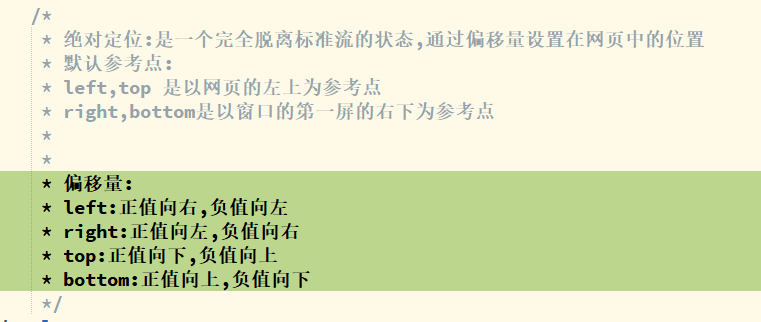 /*
* 绝对定位:是一个完全脱离标准流的状态,通过偏移量设置在网页中的位置
* 默认参考点:
* left,top 是以网页的左上为参考点
* right,bottom是以窗口的第一屏的右下为参考点
*
*
* 偏移量:
* left:正值向右,负值向左
* right:正值向左,负值向右
* top:正值向下,负值向上
* bottom:正值向上,负值向下
*/